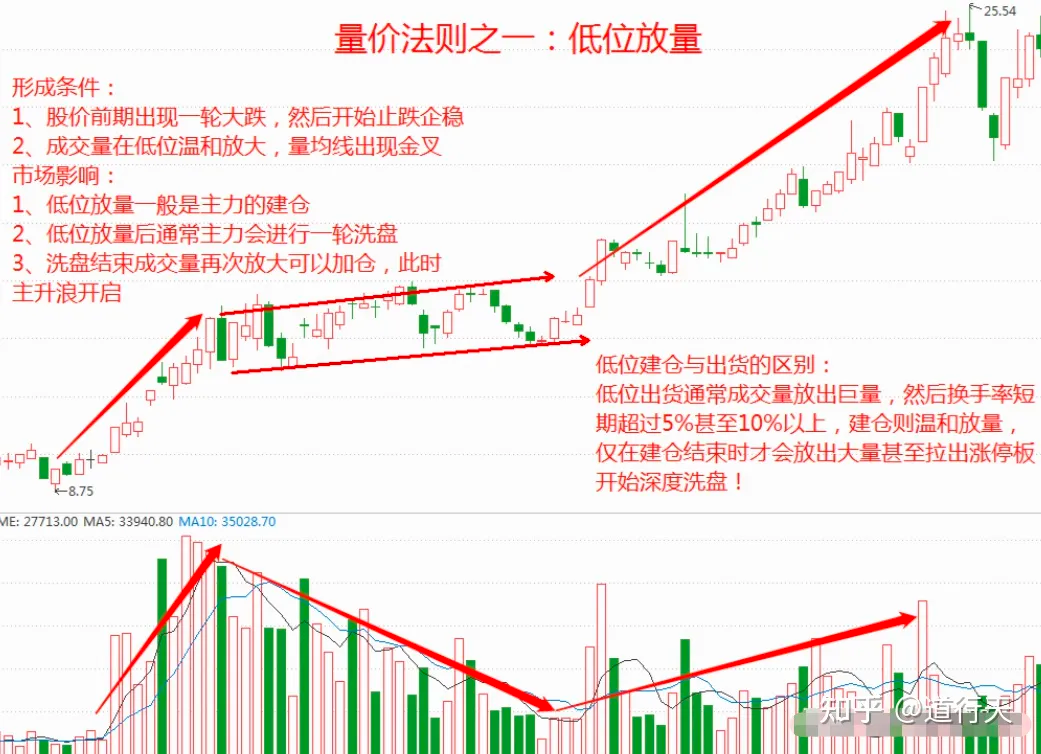 量价法则之一：低位放量
25.54
形成条件：
1、股价前期出现一轮大跌，然后开始止跌企稳
2、成交量在低位温和放大，量均线出现金叉
市场影响：
1、低位放量一般是主力的建仓
2、低位放量后通常主力会进行一轮洗盘
3、洗盘结束成交量再次放大可以加仓，此时
主升浪开启
低位建仓与出货的区别：
低位出货通常成交量放出巨量，然后换手率短
期超过5%甚至10%以上，建仓则温和放量，
仅在建仓结束时才会放出大量甚至拉出涨停板
开始深度洗盘！
8.75
ME: 27713.00 MA5: 33940.80 MA10: 35028.70
知乎 @道行天